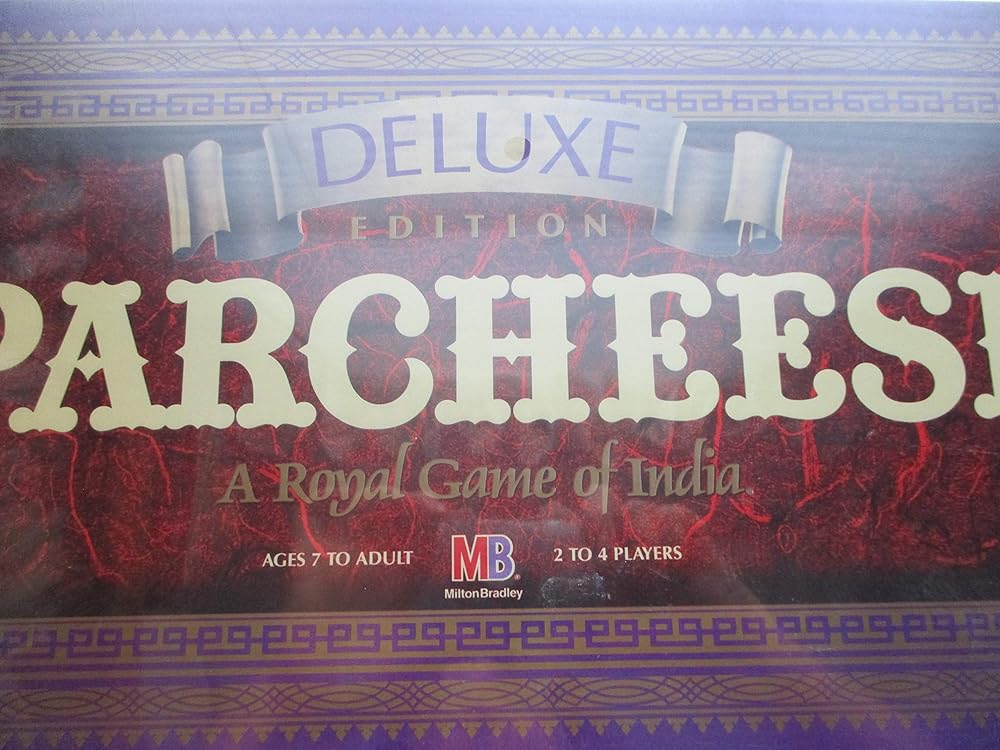 DELUXE
EDITION
PARCHEESI
A Royal Game of India
AGES 7 TO ADULT
MB®
MiltonBradley
2 TO 4 PLAYERS